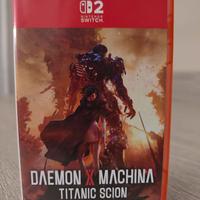 2
NINTENDO
SWITCH
DAEMON X MACHINA
TITANIC SCION